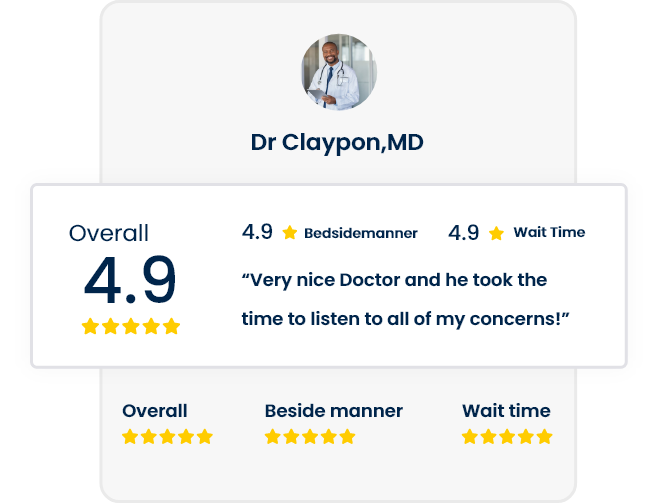 Dr Claypon,MD
Overall
4.9
4.9 Bedsidemanner
4.9 Wait Time
“Very nice Doctor and he took the
time to listen to all of my concerns!”
Overall
Beside manner
Wait time